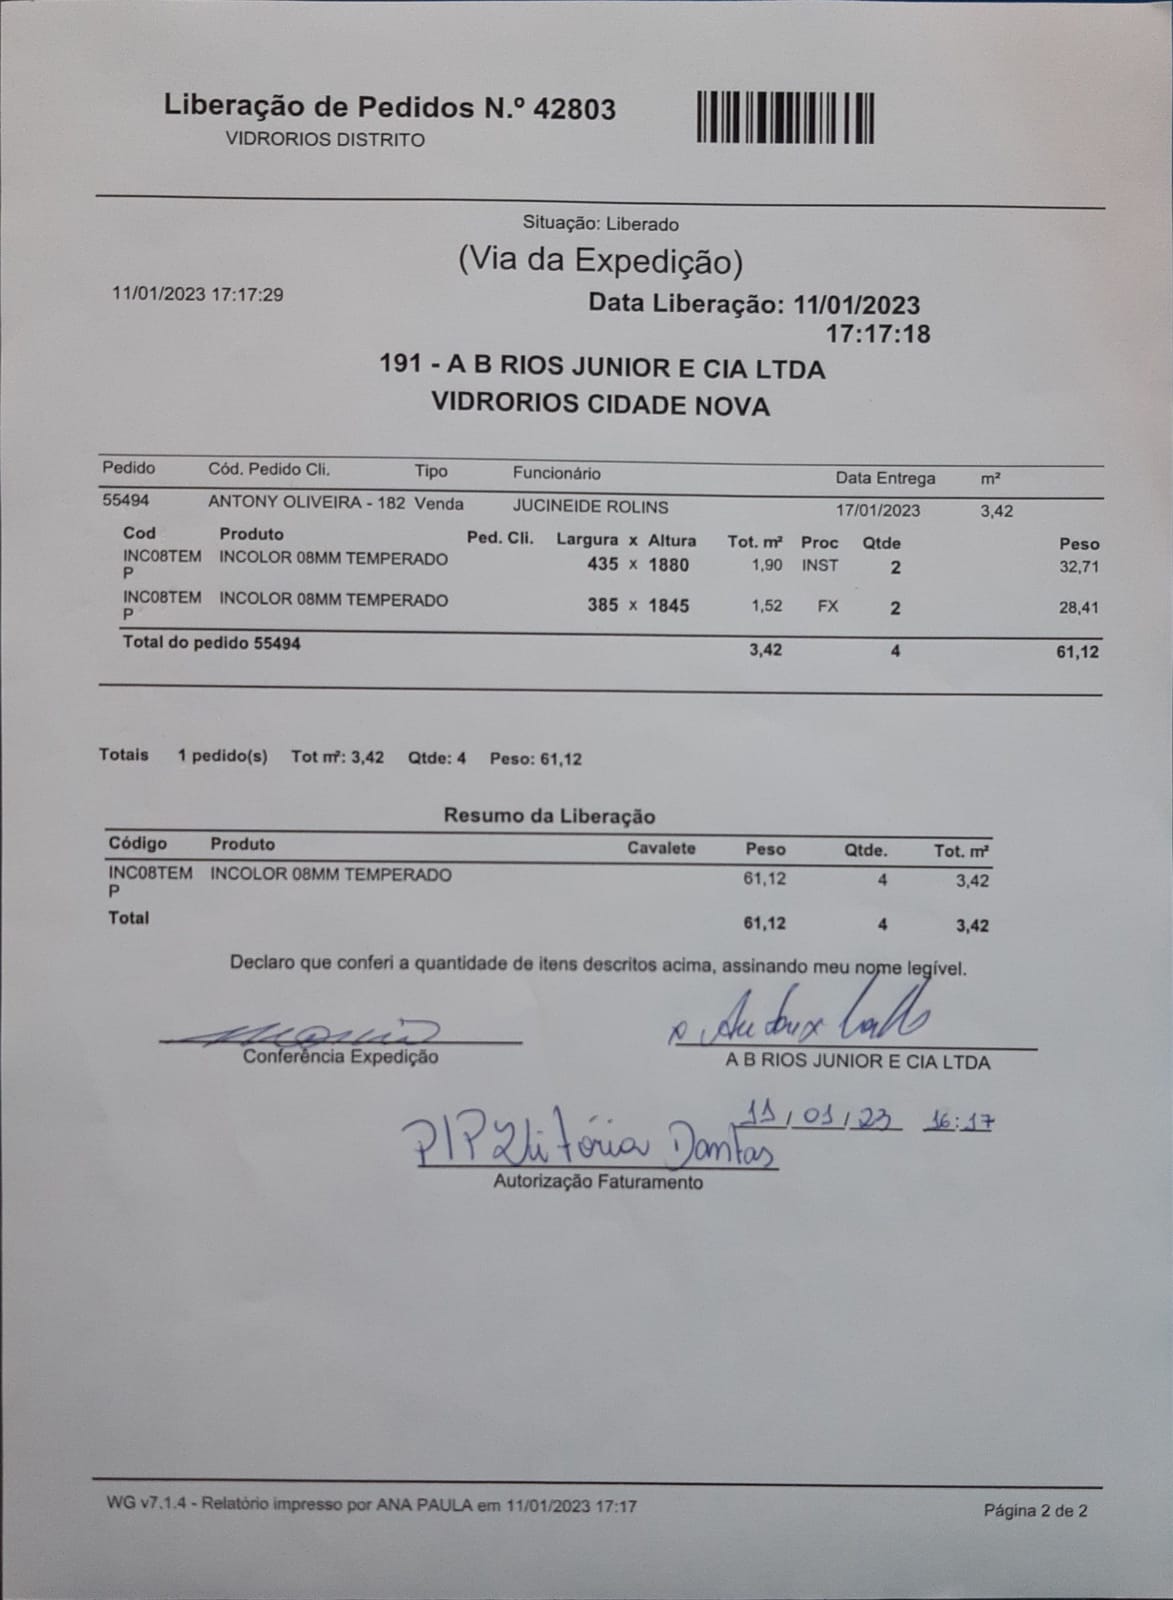 Liberação de Pedidos N.º 42803
VIDRORIOS DISTRITO
Situação: Liberado
(Via da Expedição)
11/01/2023 17:17:29
Data Liberação: 11/01/2023
17:17:18
191 - A B RIOS JUNIOR E CIA LTDA
VIDRORIOS CIDADE NOVA
Pedido Cód. Pedido Cli. Tipo Funcionário Data Entrega m²
55494 ANTONY OLIVEIRA - 182 Venda JUCINEIDE ROLINS 17/01/2023 3,42
Cod Produto Ped. Cli. Largura x Altura Tot. m² Proc Qtde Peso
INC08TEM INCOLOR 08MM TEMPERADO 435 x 1880 1,90 INST 2 32,71
P
INC08TEM INCOLOR 08MM TEMPERADO 385 x 1845 1,52 FX 2 28,41
P
Total do pedido 55494 3,42 4 61,12
Totais 1 pedido(s) Tot m²: 3,42 Qtde: 4 Peso: 61,12
Resumo da Liberação
Código Produto Cavalete Peso Qtde. Tot. m²
INC08TEM INCOLOR 08MM TEMPERADO 61,12 4 3,42
P
Total 61,12 4 3,42
Declaro que conferi a quantidade de itens descritos acima, assinando meu nome legível.
Conferência Expedição
A B RIOS JUNIOR E CIA LTDA
11/01/23 16:17
P/P Vitória Dantas
Autorização Faturamento
WG v7.1.4 - Relatório impresso por ANA PAULA em 11/01/2023 17:17
Página 2 de 2